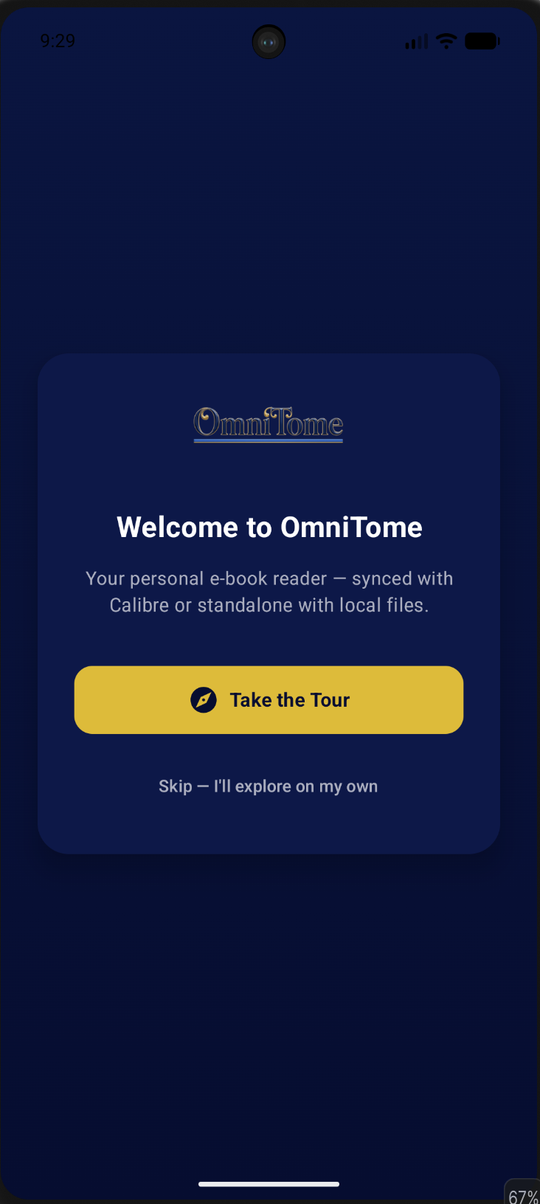 9:29
OmniTome
Welcome to OmniTome
Your personal e-book reader — synced with
Calibre or standalone with local files.
Take the Tour
Skip — I'll explore on my own
67%